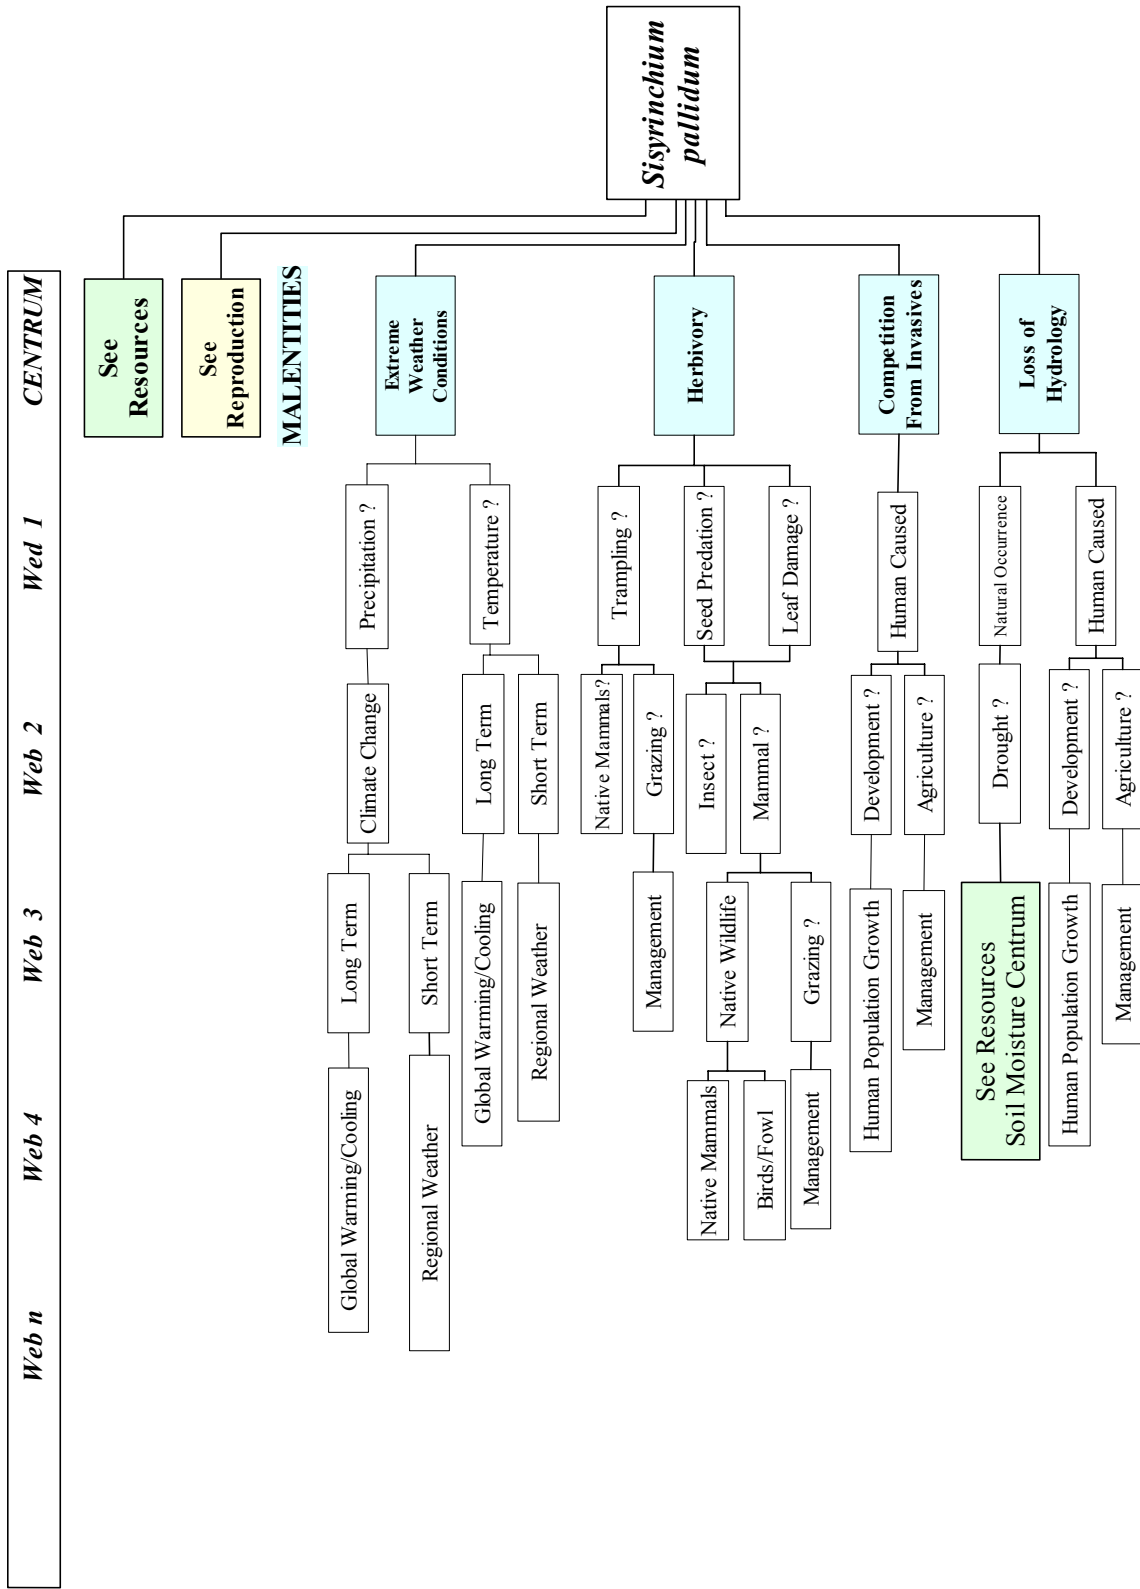 Web n
Web 4
Web 3
Web 2
Wed 1
CENTRUM
See
Resources
See
Reproduction
MALENTITIES
Sisyrinchium
pallidum
Global Warming/Cooling
Long Term
Climate Change
Precipitation ?
Extreme
Weather
Conditions
Regional Weather
Short Term
Global Warming/Cooling
Long Term
Temperature ?
Regional Weather
Short Term
Native Mammals?
Trampling ?
Herbivory
Management
Grazing ?
Native Mammals
Native Wildlife
Insect ?
Seed Predation ?
Birds/Fowl
Mammal ?
Leaf Damage ?
Management
Grazing ?
Human Population Growth
Development ?
Human Caused
Competition
From Invasives
Management
Agriculture ?
See Resources
Soil Moisture Centrum
Drought ?
Natural Occurrence
Loss of
Hydrology
Human Population Growth
Development ?
Human Caused
Management
Agriculture ?